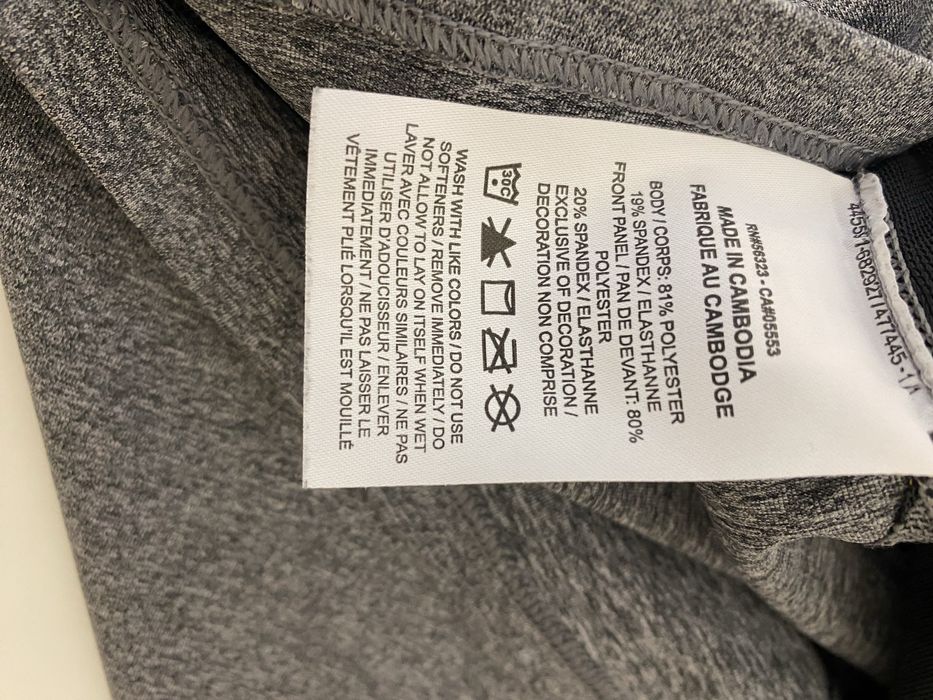 RN#56323 - CA#05553
MADE IN CAMBODIA
FABRIQUE AU CAMBODGE
BODY / CORPS: 81% POLYESTER
19% SPANDEX / ELASTHANNE
FRONT PANEL / PAN DE DEVANT: 80%
POLYESTER
20% SPANDEX / ELASTHANNE
EXCLUSIVE OF DECORATION /
DECORATION NON COMPRISE
30C
WASH WITH LIKE COLORS / DO NOT USE
SOFTENERS / REMOVE IMMEDIATELY / DO
NOT ALLOW TO LAY ON ITSELF WHEN WET
LAVER AVEC COULEURS SIMILAIRES / NE PAS
UTILISER D'ADOUCISSEUR / ENLEVER
IMMEDIATEMENT / NE PAS LAISSER LE
VÊTEMENT PLIÉ LORSQU'IL EST MOUILLÉ